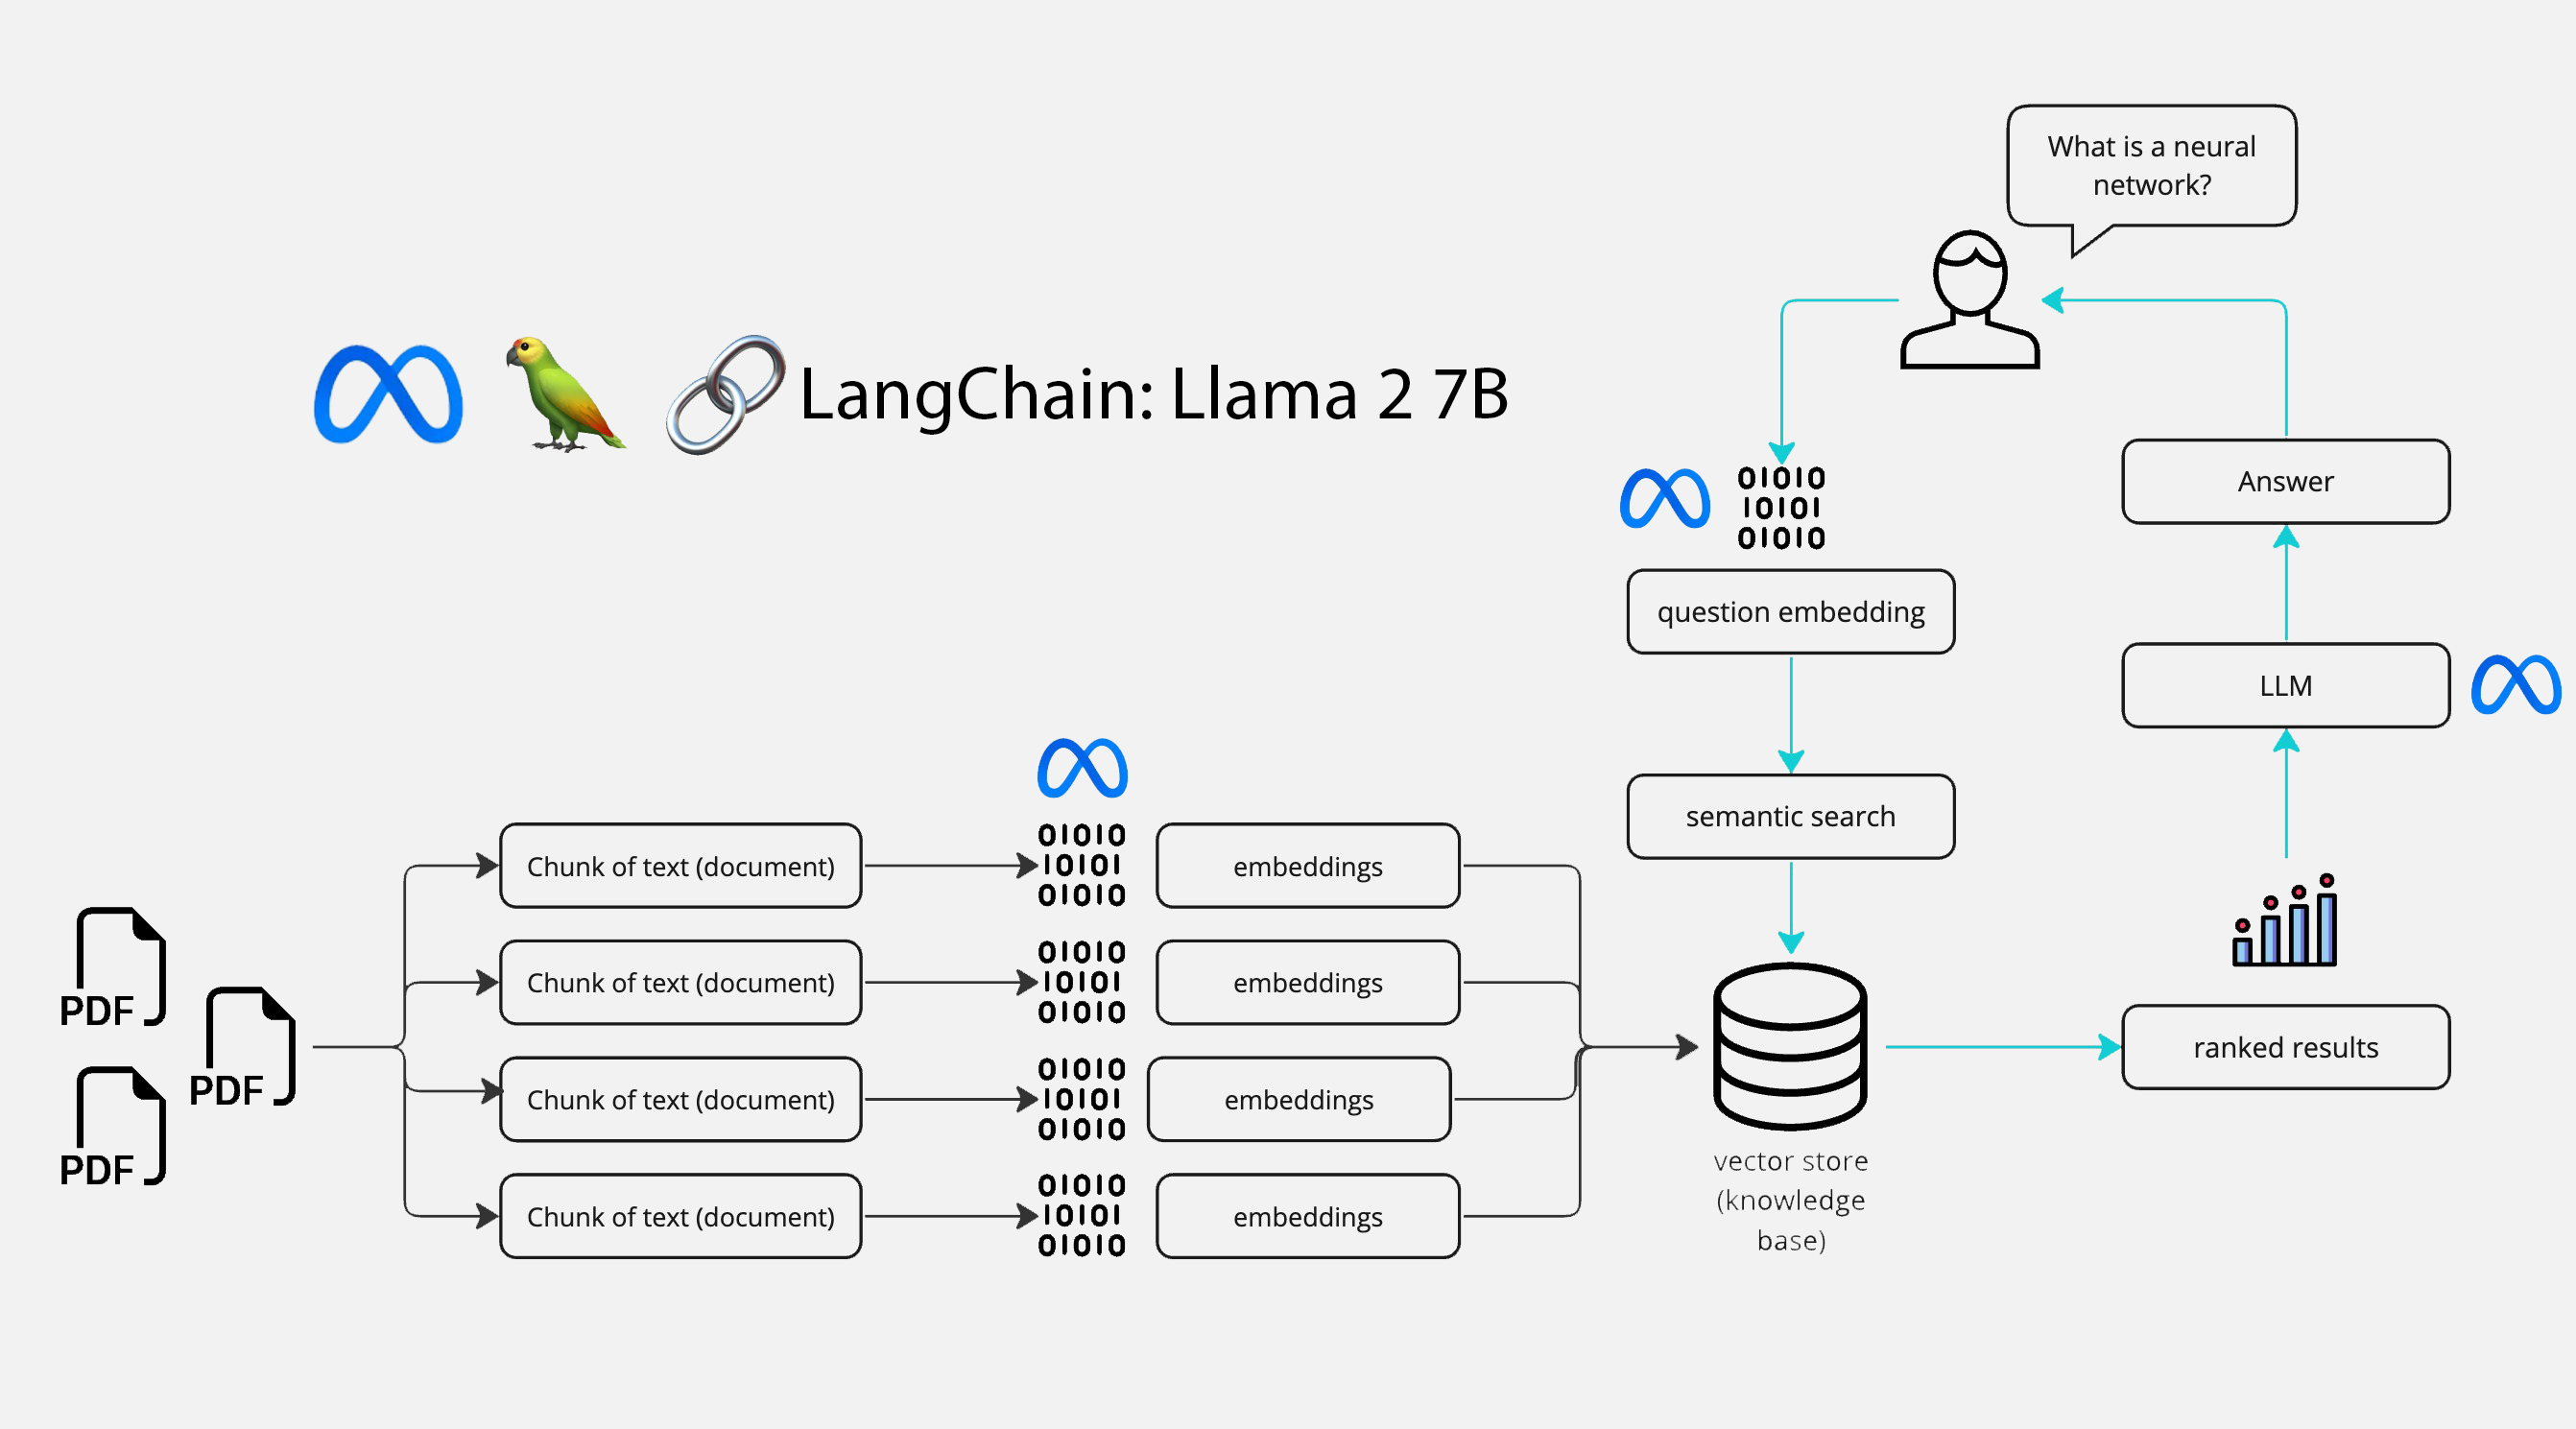 What is a neural
network?
LangChain: Llama 2 7B
01010
10101
01010
Answer
question embedding
LLM
semantic search
01010
10101
01010
Chunk of text (document)
embeddings
PDF
01010
10101
01010
Chunk of text (document)
embeddings
PDF
ranked results
01010
10101
01010
Chunk of text (document)
embeddings
PDF
vector store
(knowledge
base)
01010
10101
01010
Chunk of text (document)
embeddings